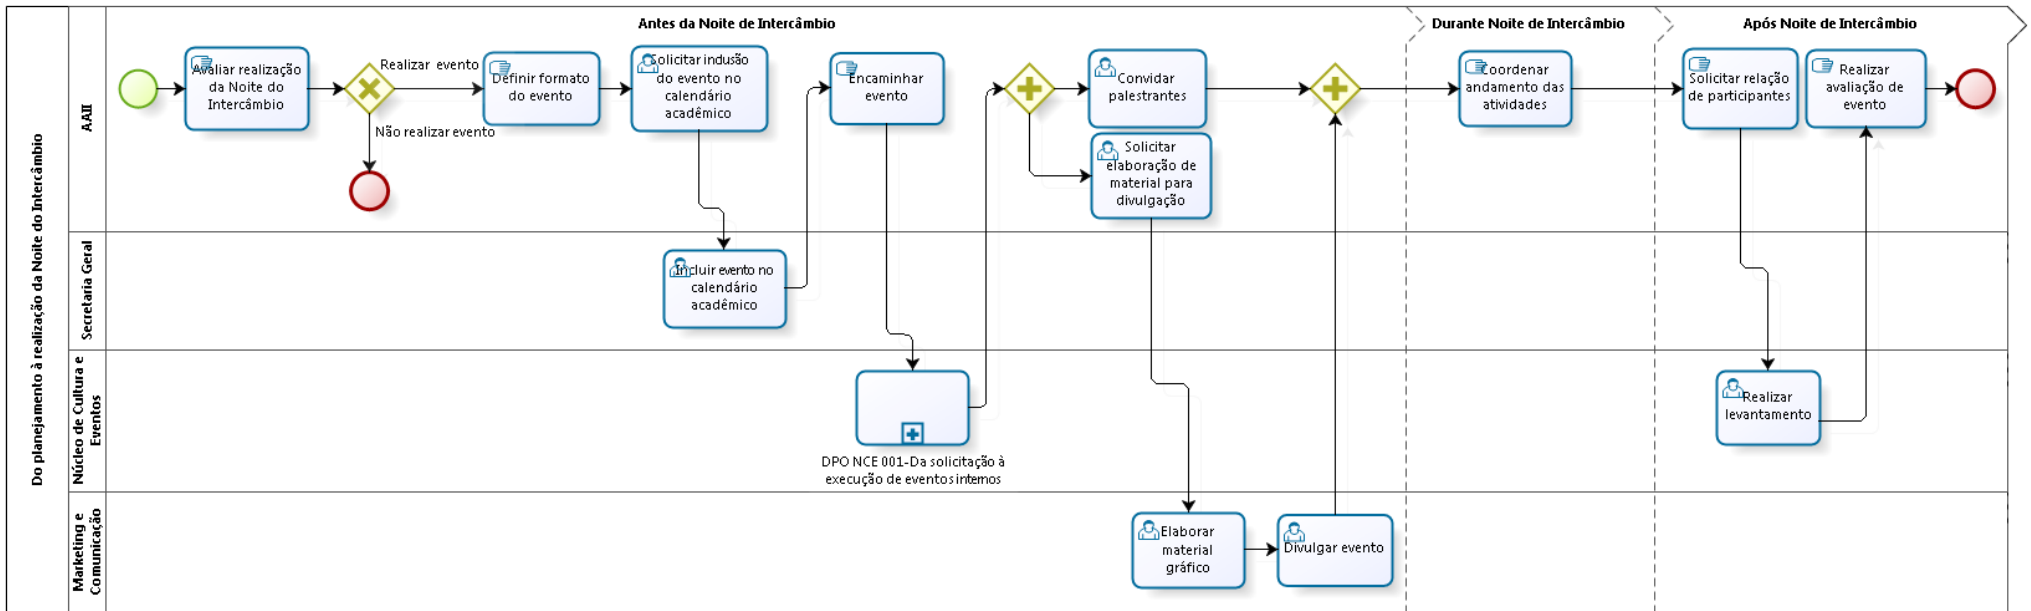 Antes da Noite de Intercâmbio
Durante Noite de Intercâmbio
Após Noite de Intercâmbio
Do planejamento à realização da Noite do Intercâmbio
AAII
Avaliar realização
da Noite do
Intercâmbio
Realizar evento
Não realizar evento
Definir formato
do evento
Solicitar inclusão
do evento no
calendário
acadêmico
Encaminhar
evento
Convidar
palestrantes
Solicitar
elaboração de
material para
divulgação
Coordenar
andamento das
atividades
Solicitar relação
de participantes
Realizar
avaliação de
evento
Secretaria Geral
Incluir evento no
calendário
acadêmico
Núcleo de Cultura e
Eventos
DPO NCE 001-Da solicitação à
execução de eventos internos
Realizar
levantamento
Marketing e
Comunicação
Elaborar
material
gráfico
Divulgar evento